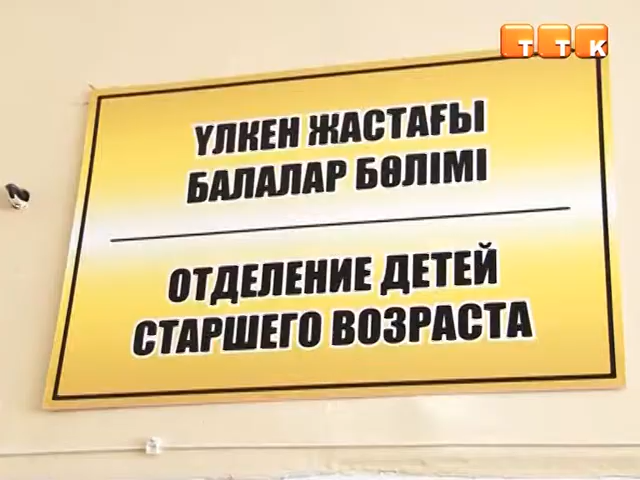 ТТК
ҮЛКЕН ЖАСТАҒЫ
БАЛАЛАР БӨЛІМІ
ОТДЕЛЕНИЕ ДЕТЕЙ
СТАРШЕГО ВОЗРАСТА